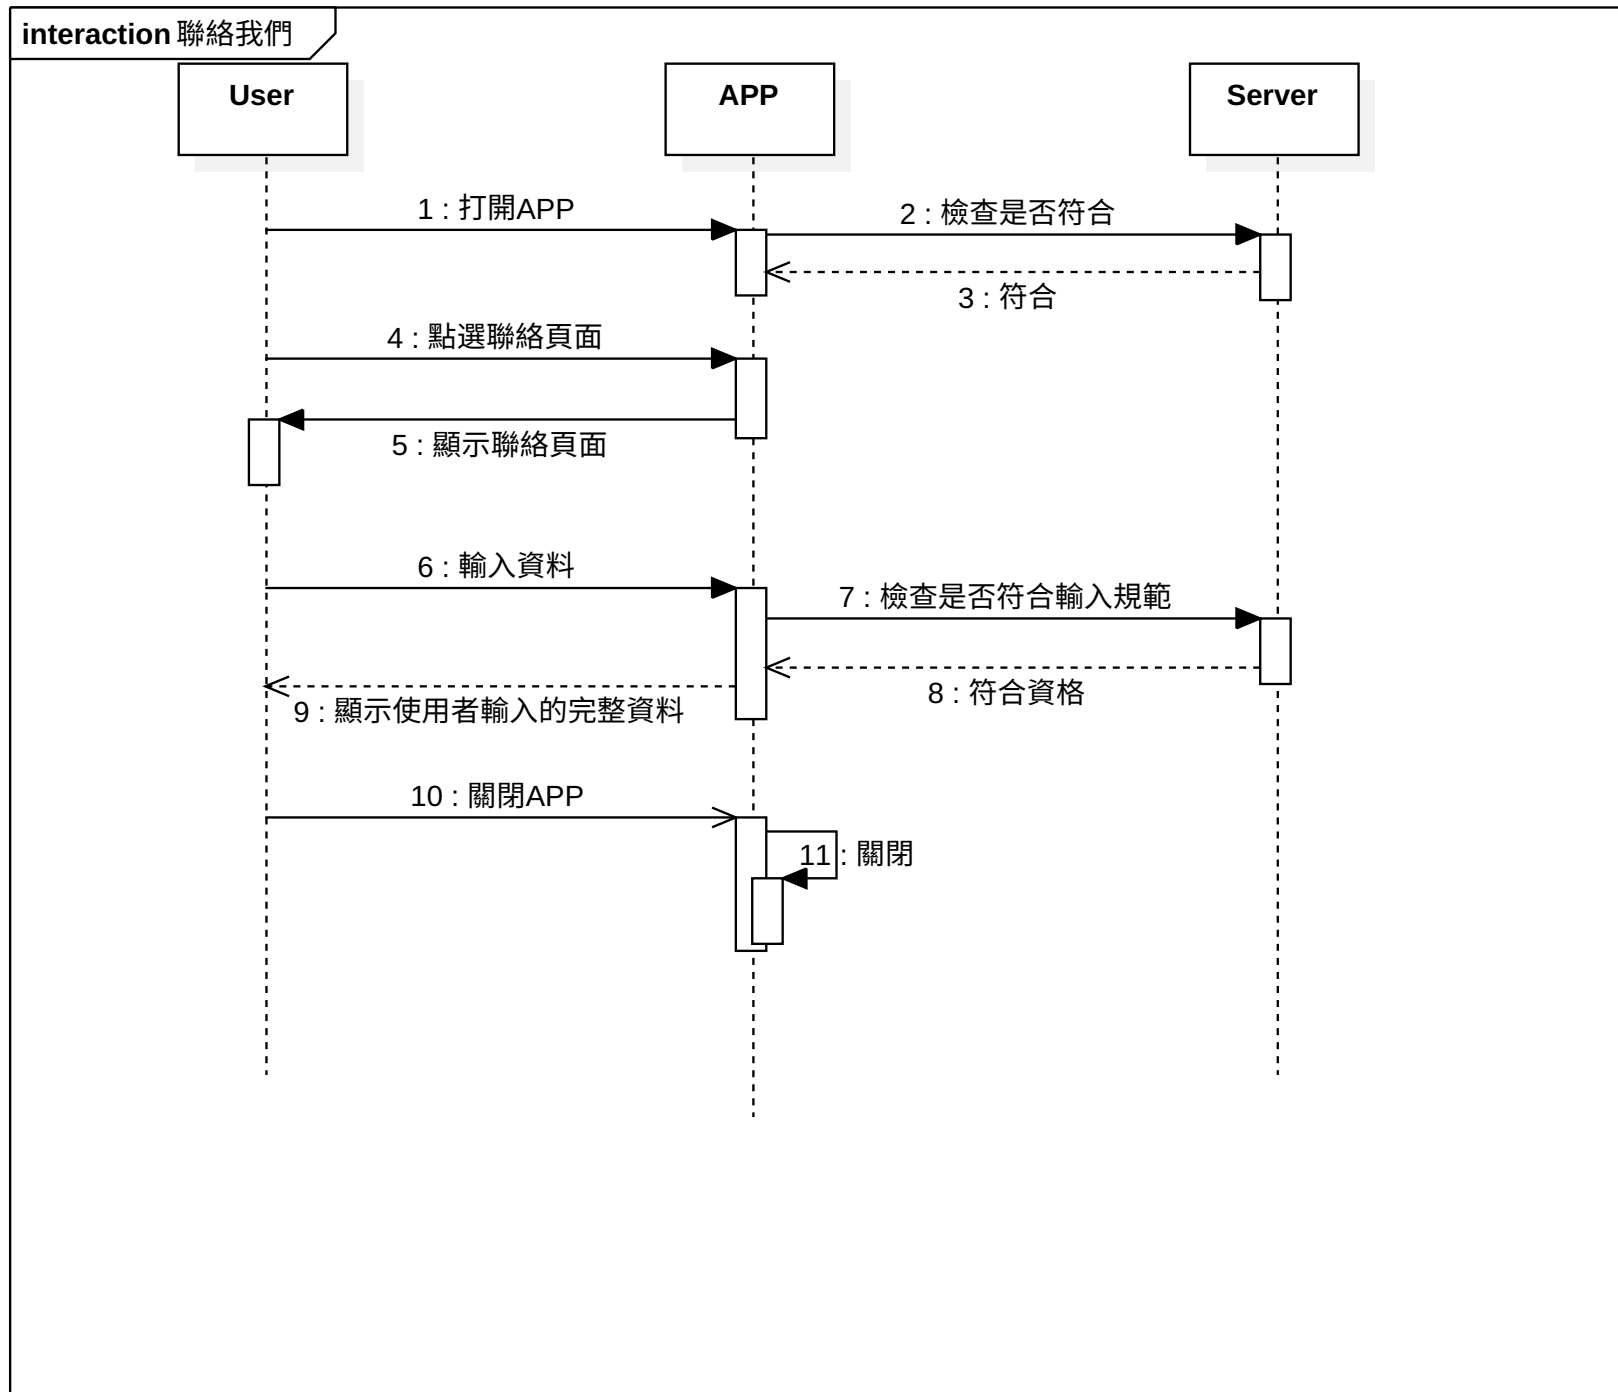 interaction 聯絡我們
User
APP
Server
1 : 打開APP
2 : 檢查是否符合
3 : 符合
4 : 點選聯絡頁面
5 : 顯示聯絡頁面
6 : 輸入資料
7 : 檢查是否符合輸入規範
8 : 符合資格
9 : 顯示使用者輸入的完整資料
10 : 關閉APP
11 : 關閉